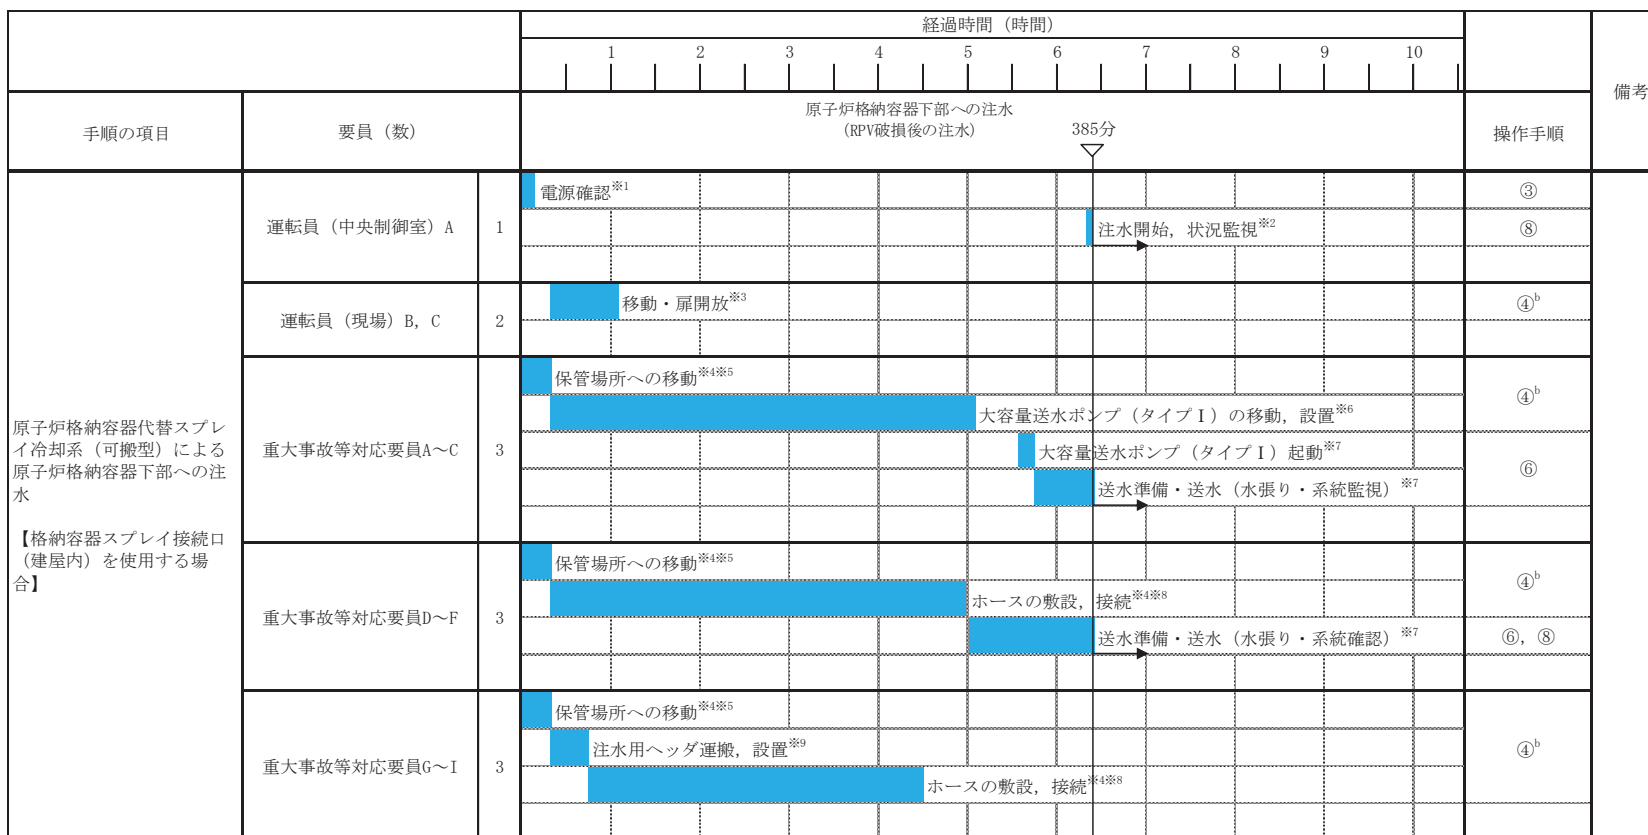 経過時間（時間）
1 2 3 4 5 6 7 8 9 10
備考
手順の項目 要員（数） 原子炉格納容器下部への注水
（RPV破損後の注水） 385分 操作手順
運転員（中央制御室）A 1
電源確認※1 ③
注水開始，状況監視※2 ⑧
運転員（現場）B，C 2
移動・扉開放※3 ④b
重大事故等対応要員A～C 3
保管場所への移動※4※5 ④b
大容量送水ポンプ（タイプⅠ）の移動，設置※6
大容量送水ポンプ（タイプⅠ）起動※7 ⑥
送水準備・送水（水張り・系統監視）※7
原子炉格納容器代替スプレ
イ冷却系（可搬型）による
原子炉格納容器下部への注
水
【格納容器スプレイ接続口
（建屋内）を使用する場
合】
重大事故等対応要員D～F 3
保管場所への移動※4※5 ④b
ホースの敷設，接続※4※8
送水準備・送水（水張り・系統確認）※7 ⑥，⑧
重大事故等対応要員G～I 3
保管場所への移動※4※5 ④b
注水用ヘッダ運搬，設置※9
ホースの敷設，接続※4※8